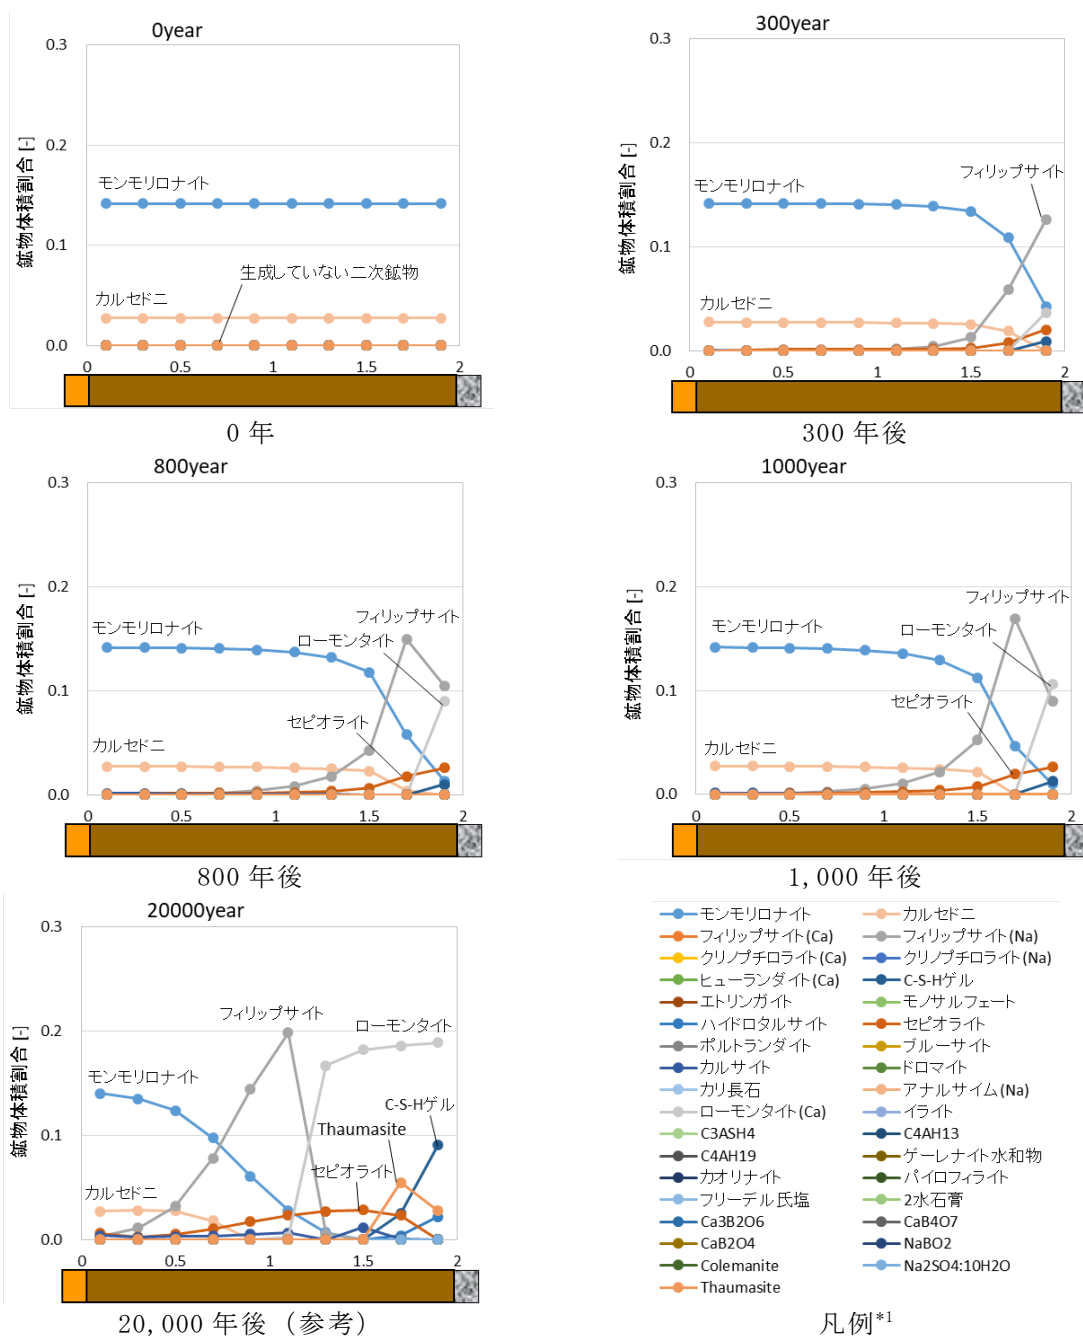 0year
0.3
0.2
0.1
0.0
鉱物体積割合 [-]
モンモリロナイト
生成していない二次鉱物
カルセドニ
0 0.5 1 1.5 2
0 年
300year
0.3
0.2
0.1
0.0
鉱物体積割合 [-]
フィリップサイト
モンモリロナイト
カルセドニ
0 0.5 1 1.5 2
300 年後
800year
0.3
0.2
0.1
0.0
鉱物体積割合 [-]
フィリップサイト
モンモリロナイト
ローモンタイト
セピオライト
カルセドニ
0 0.5 1 1.5 2
800 年後
1000year
0.3
0.2
0.1
0.0
鉱物体積割合 [-]
フィリップサイト
モンモリロナイト
ローモンタイト
セピオライト
カルセドニ
0 0.5 1 1.5 2
1,000 年後
20000year
0.3
0.2
0.1
0.0
鉱物体積割合 [-]
フィリップサイト
ローモンタイト
モンモリロナイト
C-S-Hゲル
Thaumasite
セピオライト
カルセドニ
0 0.5 1 1.5 2
20,000 年後（参考）
モンモリロナイト カルセドニ
フィリップサイト(Ca) フィリップサイト(Na)
クリノプチロライト(Ca) クリノプチロライト(Na)
ヒューランダイト(Ca) C-S-Hゲル
エトリンガイト モノサルフェート
ハイドロタルサイト セピオライト
ポルトランダイト ブルーサイト
カルサイト ドロマイト
カリ長石 アナルサイム(Na)
ローモンタイト(Ca) イライト
C3ASH4 C4AH13
C4AH19 ゲーレナイト水和物
カオリナイト パイロフィライト
フリーデル氏塩 2水石膏
Ca3B2O6 CaB4O7
CaB2O4 NaBO2
Colemanite Na2SO4:10H2O
Thaumasite
凡例*1